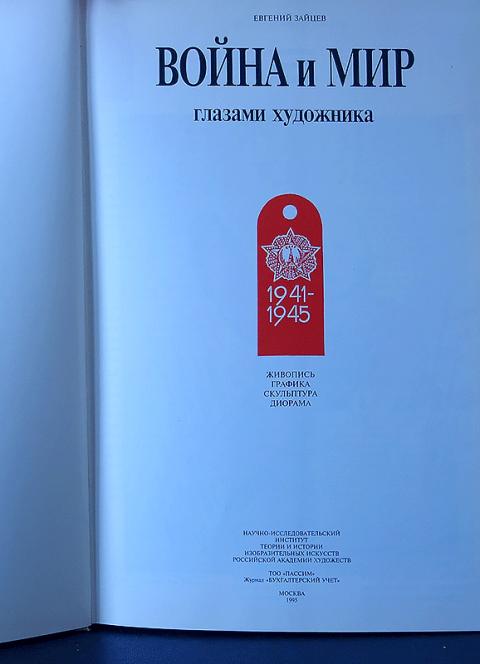 ЕВГЕНИЙ ЗАЙЦЕВ
ВОЙНА и МИР
глазами художника
1941-
1945
ЖИВОПИСЬ
ГРАФИКА
СКУЛЬПТУРА
ДИОРАМА
НАУЧНО-ИССЛЕДОВАТЕЛЬСКИЙ
ИНСТИТУТ
ТЕОРИИ И ИСТОРИИ
ИЗОБРАЗИТЕЛЬНЫХ ИСКУССТВ
РОССИЙСКОЙ АКАДЕМИИ ХУДОЖЕСТВ
ТОО «ПАССИМ»
Журнал «БУХГАЛТЕРСКИЙ УЧЕТ»
МОСКВА
1995